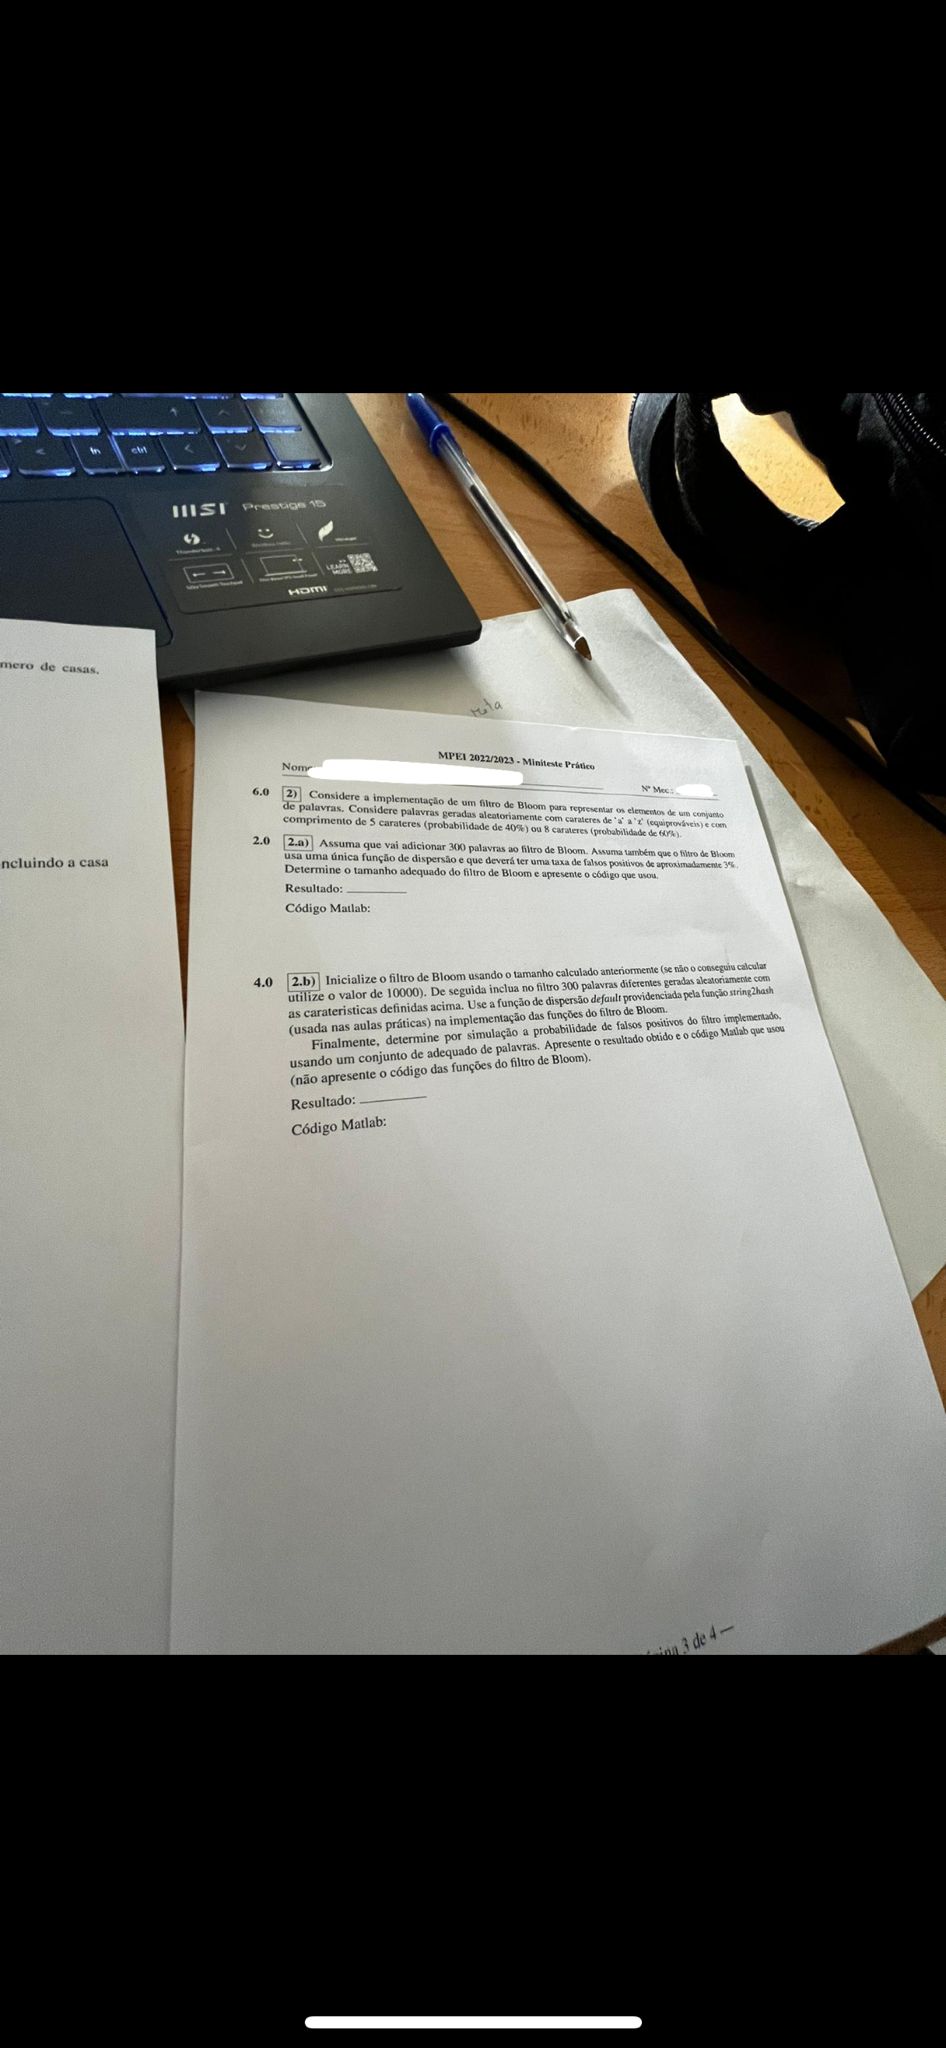 fn
ctrl
msi Prestige 15
LEARN
MORE
HDMI
mero de casas.
ncluindo a casa
MPEI 2022/2023 - Miniteste Prático
Nome
Nº Mec.:
6.0 2) Considere a implementação de um filtro de Bloom para representar os elementos de um conjunto
de palavras. Considere palavras geradas aleatoriamente com carateres de 'a' a 'z' (equiprováveis) e com
comprimento de 5 carateres (probabilidade de 40%) ou 8 carateres (probabilidade de 60%).
2.0 2.a) Assuma que vai adicionar 300 palavras ao filtro de Bloom. Assuma também que o filtro de Bloom
usa uma única função de dispersão e que deverá ter uma taxa de falsos positivos de aproximadamente 3%.
Determine o tamanho adequado do filtro de Bloom e apresente o código que usou.
Resultado:
Código Matlab:
4.0 2.b) Inicialize o filtro de Bloom usando o tamanho calculado anteriormente (se não o conseguiu calcular
utilize o valor de 10000). De seguida inclua no filtro 300 palavras diferentes geradas aleatoriamente com
as caraterísticas definidas acima. Use a função de dispersão default providenciada pela função string2hash
(usada nas aulas práticas) na implementação das funções do filtro de Bloom.
Finalmente, determine por simulação a probabilidade de falsos positivos do filtro implementado,
usando um conjunto de adequado de palavras. Apresente o resultado obtido e o código Matlab que usou
(não apresente o código das funções do filtro de Bloom).
Resultado:
Código Matlab:
3 de 4 —